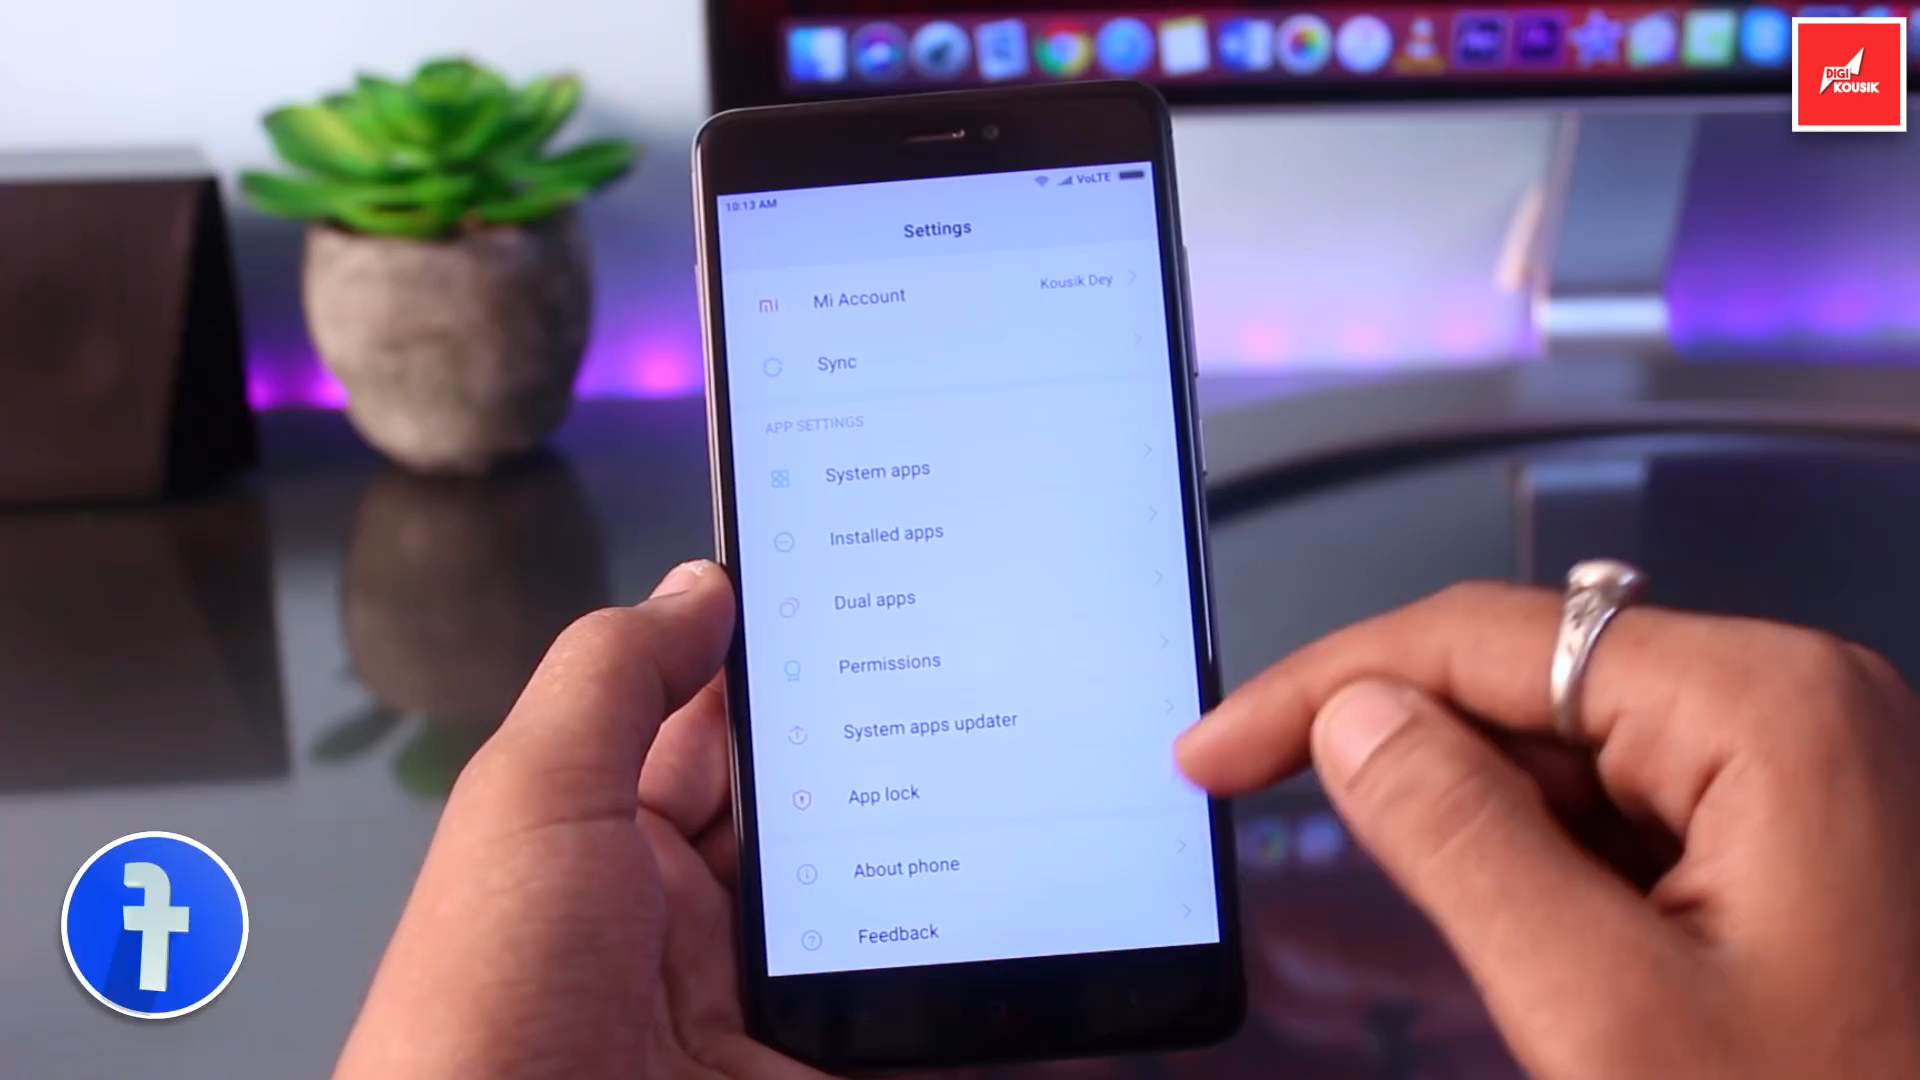 DIGI
KOUSIK
10:13 AM
VoLTE
Settings
mi Mi Account Kousik Dey
Sync
APP SETTINGS
System apps
Installed apps
Dual apps
Permissions
System apps updater
App lock
About phone
Feedback
f